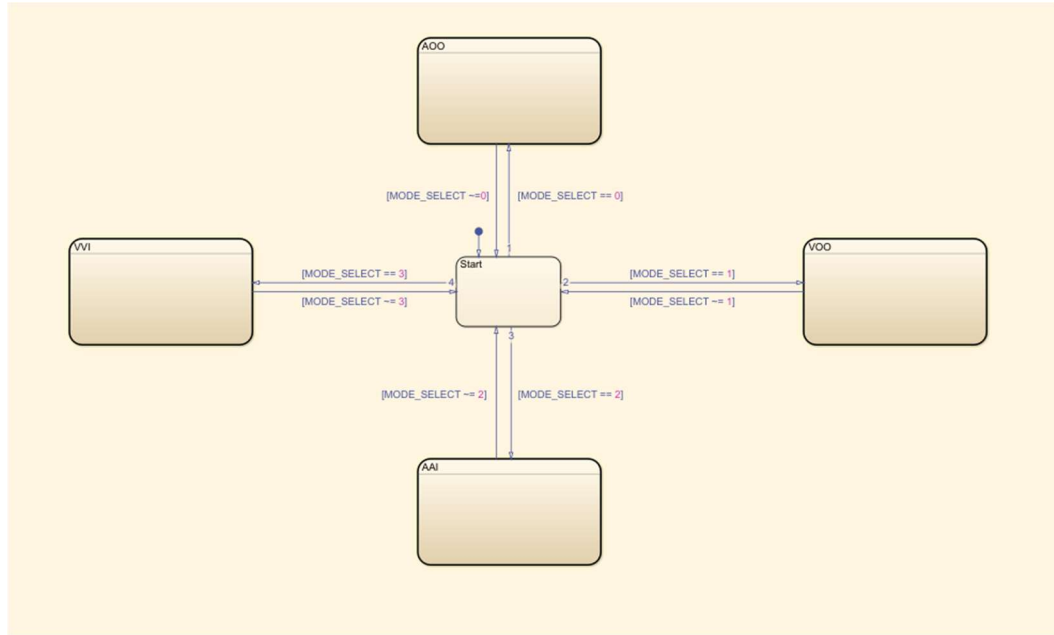 AOO
[MODE_SELECT ~=0]
[MODE_SELECT == 0]
1
VVI
Start
VOO
[MODE_SELECT == 3]
4
2
[MODE_SELECT == 1]
[MODE_SELECT ~= 3]
[MODE_SELECT ~= 1]
3
[MODE_SELECT ~= 2]
[MODE_SELECT == 2]
AAI